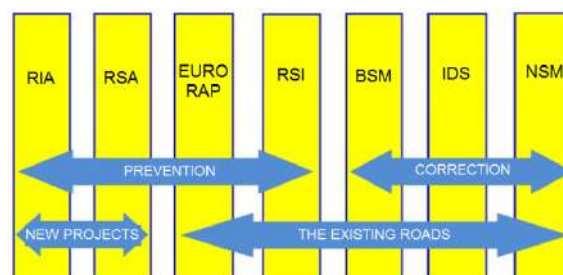 RIA
RSA
EURO
RAP
RSI
BSM
IDS
NSM
PREVENTION
CORRECTION
NEW PROJECTS
THE EXISTING ROADS